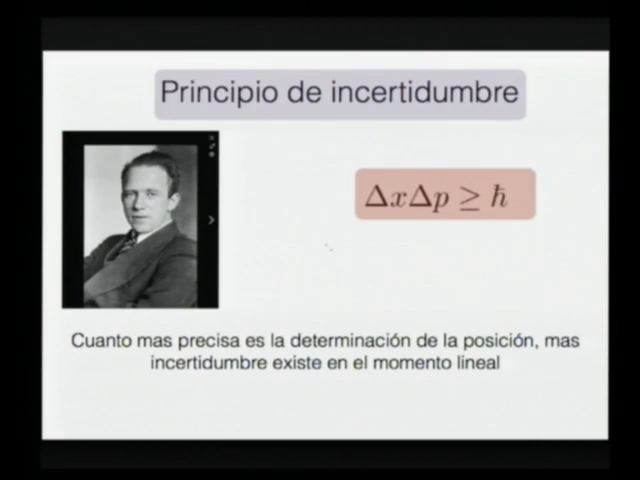 Principio de incertidumbre
ΔxΔp ≥ ħ
Cuanto mas precisa es la determinación de la posición, mas
incertidumbre existe en el momento lineal